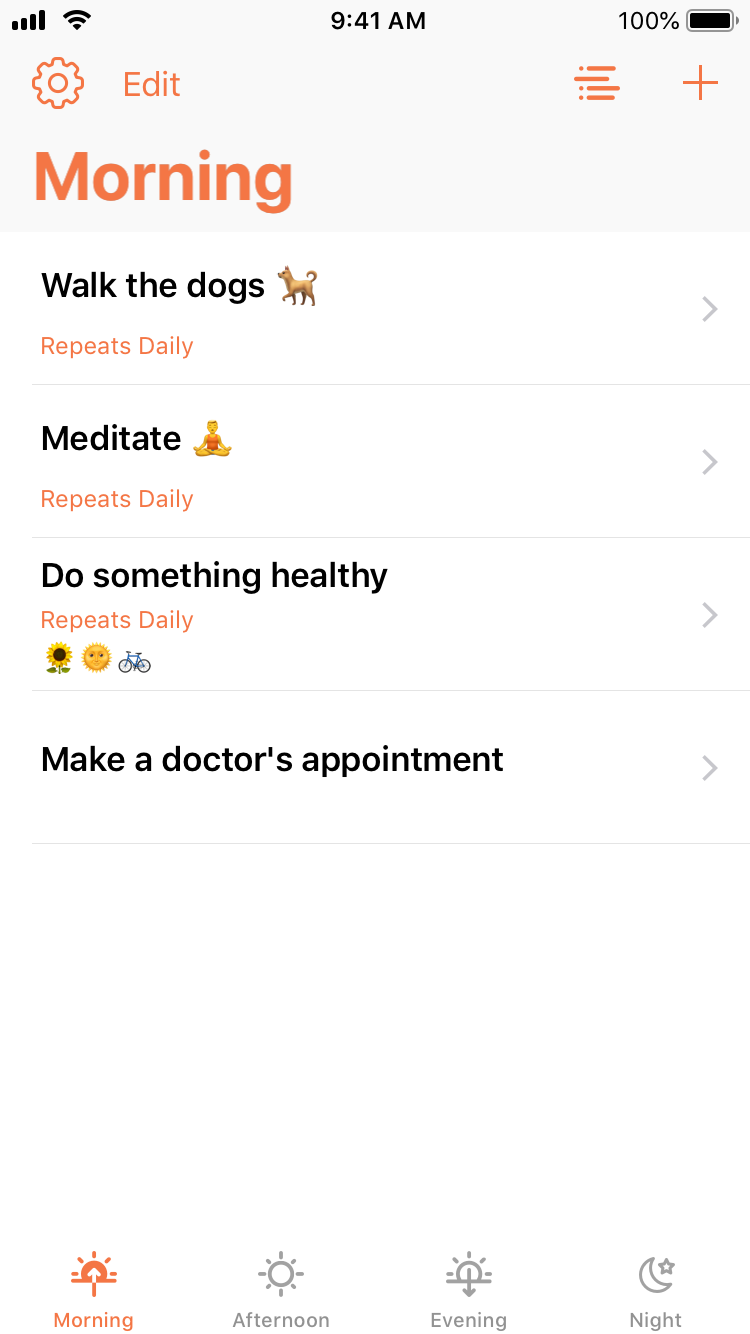 9:41 AM
100%
Edit
Morning
Walk the dogs 🐕
Repeats Daily
Meditate 🧘‍♂️
Repeats Daily
Do something healthy
Repeats Daily
🌻🌞🚲
Make a doctor's appointment
Morning
Afternoon
Evening
Night